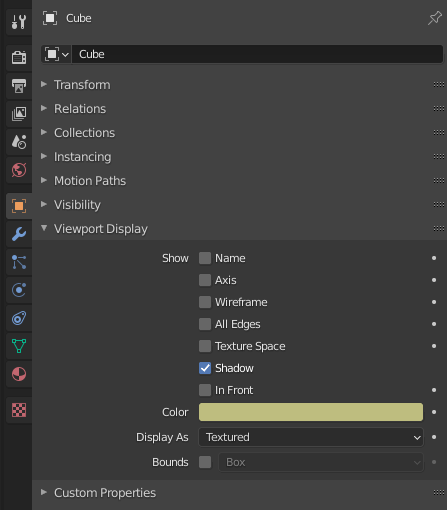 Cube
Cube
Transform
Relations
Collections
Instancing
Motion Paths
Visibility
Viewport Display
Show Name
Axis
Wireframe
All Edges
Texture Space
Shadow
In Front
Color
Display As Textured
Bounds Box
Custom Properties